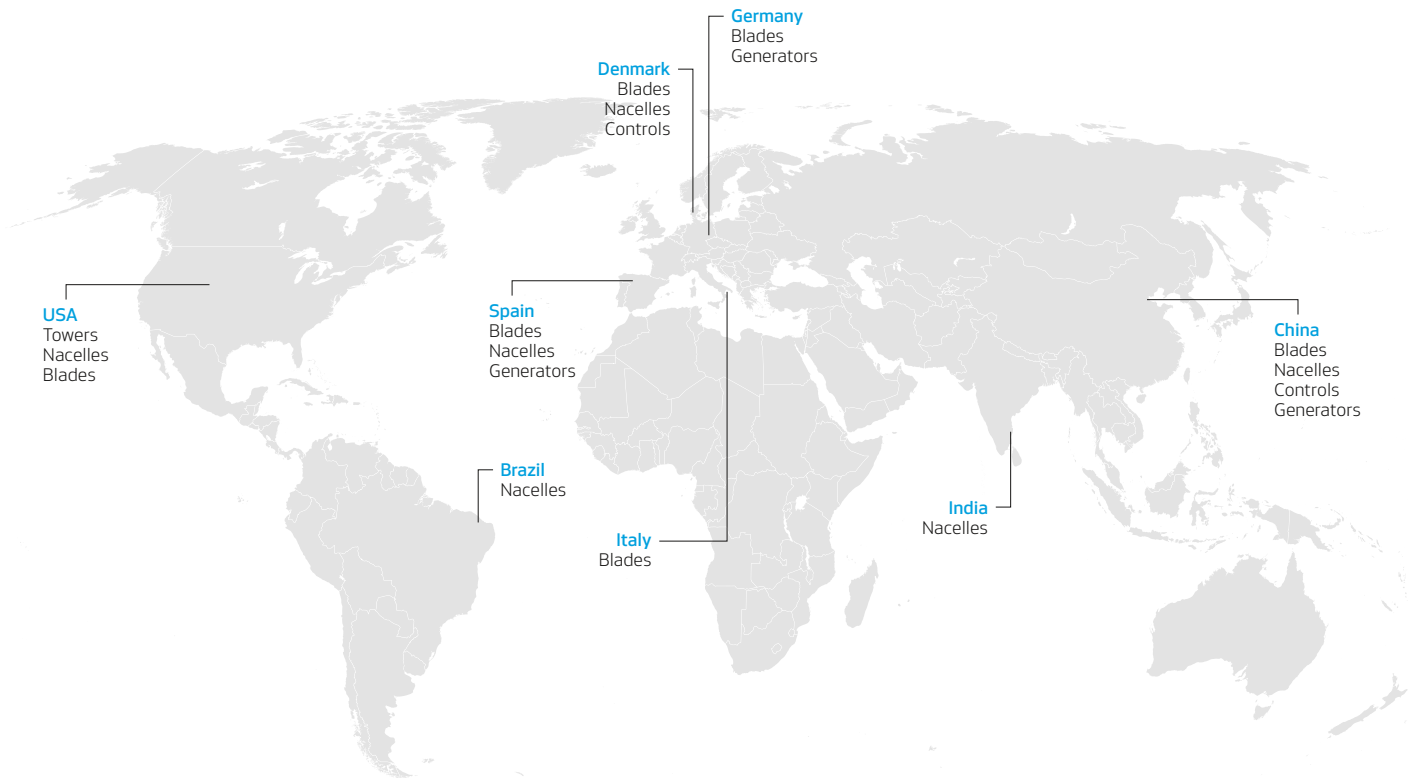 Germany
Blades
Generators
Denmark
Blades
Nacelles
Controls
USA
Towers
Nacelles
Blades
Spain
Blades
Nacelles
Generators
China
Blades
Nacelles
Controls
Generators
Brazil
Nacelles
India
Nacelles
Italy
Blades